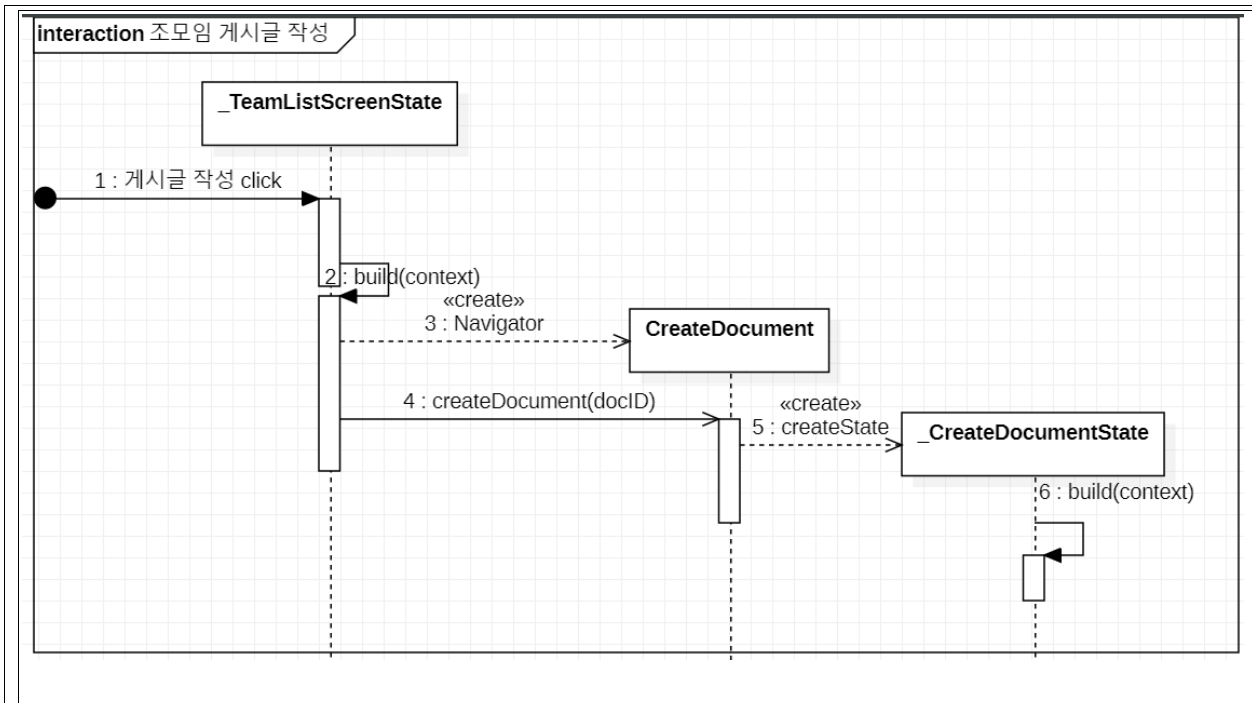 interaction 조모임 게시글 작성
_TeamListScreenState
1 : 게시글 작성 click
2 : build(context)
«create»
3 : Navigator
CreateDocument
4 : createDocument(docID)
«create»
5 : createState
_CreateDocumentState
6 : build(context)